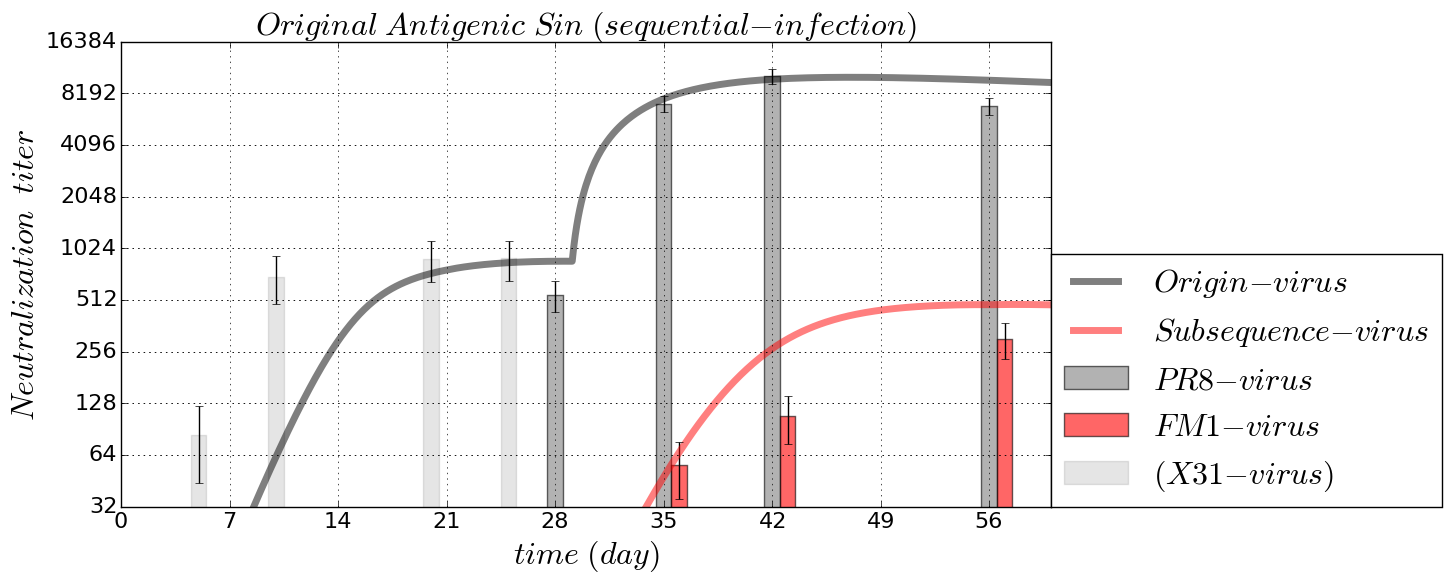 Original Antigenic Sin (sequential−infection)
16384
8192
4096
2048
1024
512
256
128
64
32
Neutralization titer
0 7 14 21 28 35 42 49 56
time (day)
Origin−virus
Subsequence−virus
PR8−virus
FM1−virus
(X31−virus)